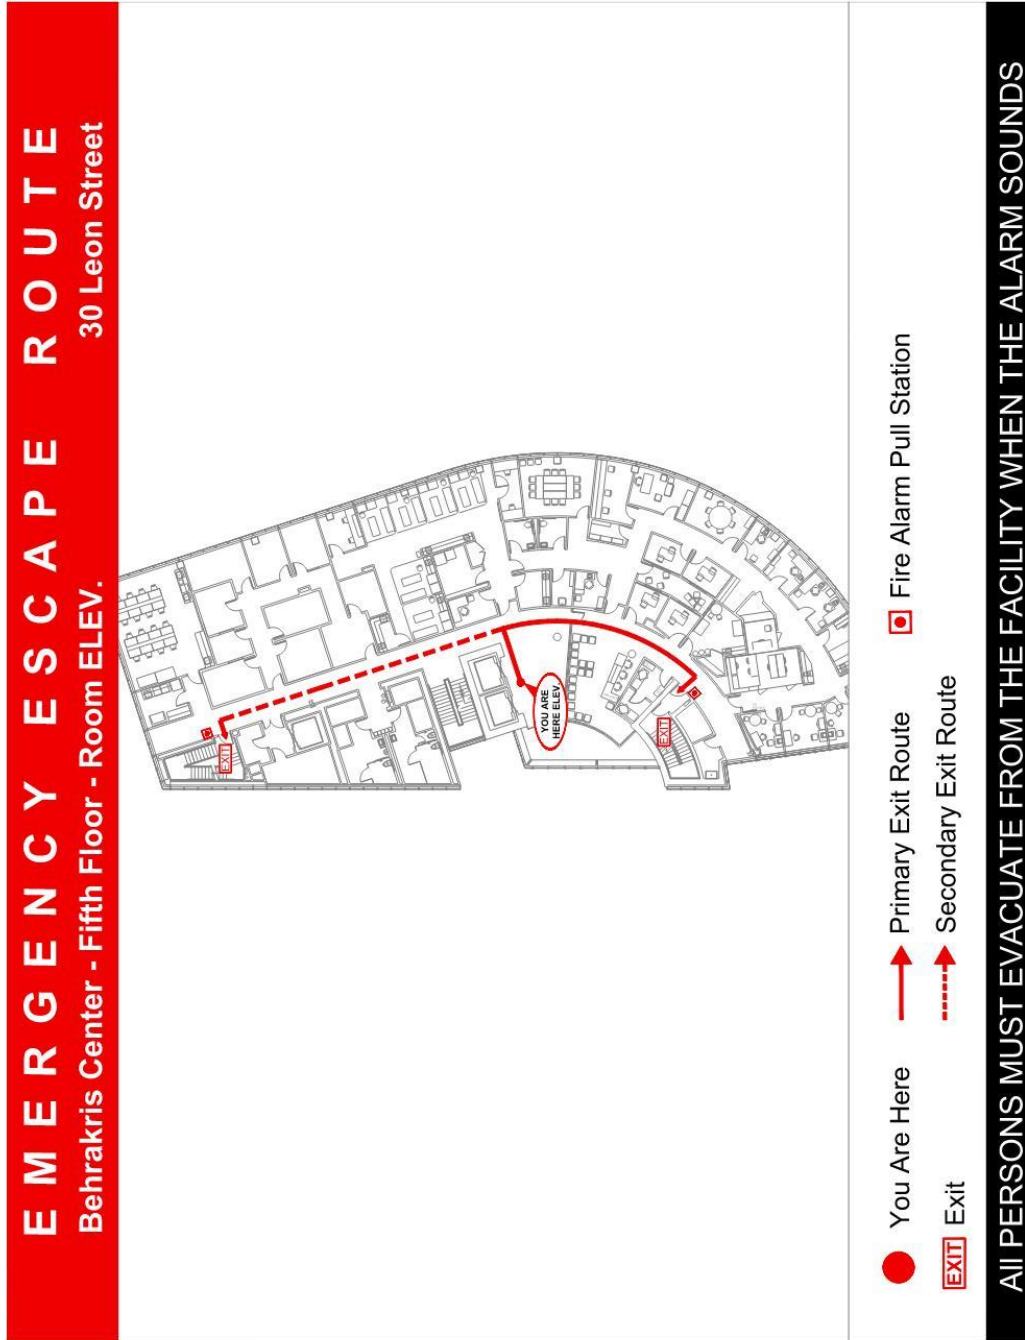 EMERGENCY ESCAPE ROUTE
Behrakris Center - Fifth Floor - Room ELEV.
30 Leon Street
EXIT
YOU ARE
HERE ELEV.
EXIT
You Are Here
Primary Exit Route
Fire Alarm Pull Station
EXIT Exit
Secondary Exit Route
All PERSONS MUST EVACUATE FROM THE FACILITY WHEN THE ALARM SOUNDS